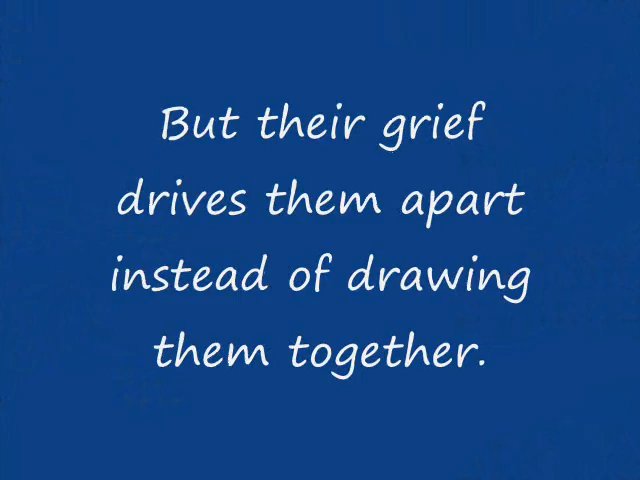 But their grief
drives them apart
instead of drawing
them together.